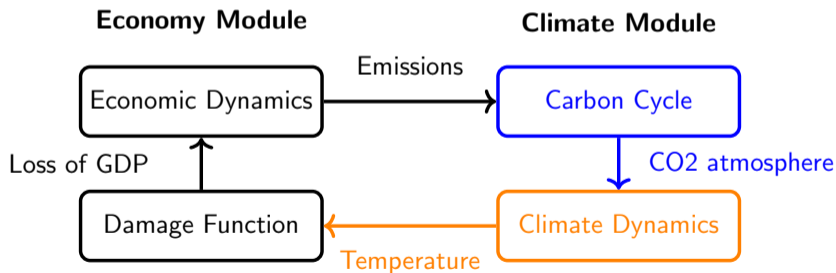 Economy Module
Climate Module
Emissions
Economic Dynamics
Carbon Cycle
Loss of GDP
CO2 atmosphere
Damage Function
Climate Dynamics
Temperature